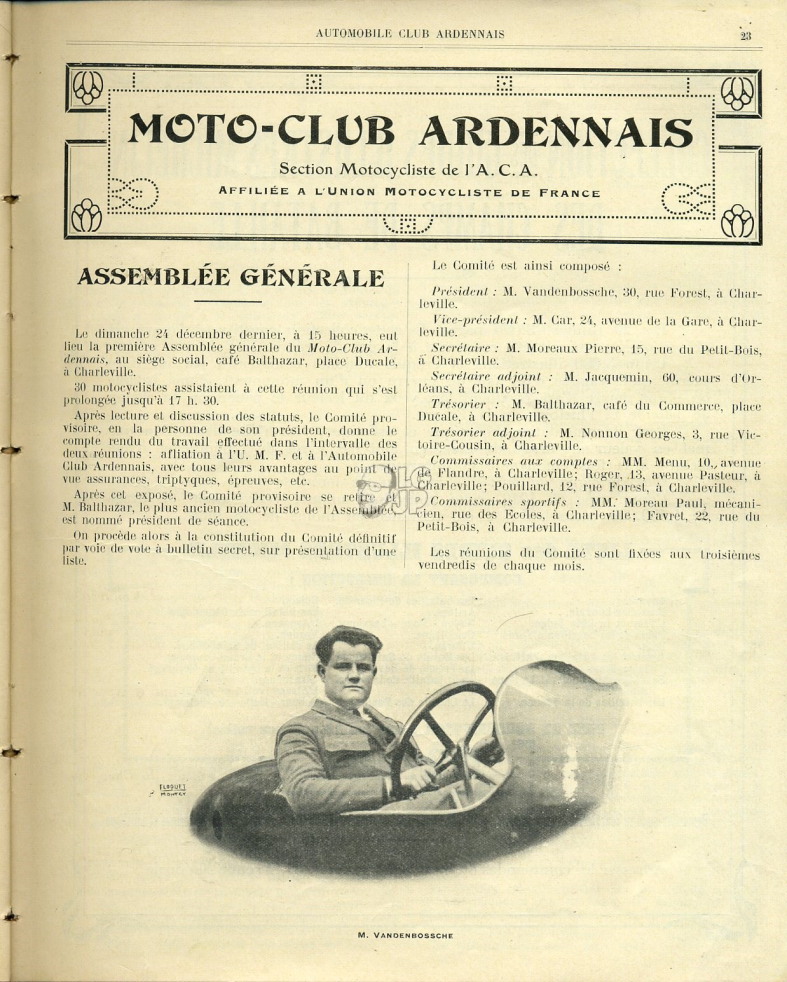 AUTOMOBILE CLUB ARDENNAIS
23
MOTO-CLUB ARDENNAIS
Section Motocycliste de l'A. C. A.
AFFILIÉE A L'UNION MOTOCYCLISTE DE FRANCE
ASSEMBLÉE GÉNÉRALE
Le dimanche 24 décembre dernier, à 15 heures, eut
lieu la première Assemblée générale du Moto-Club Ar-
dennais, au siège social, café Balthazar, place Ducale,
à Charleville.
30 motocyclistes assistaient à cette réunion qui s'est
prolongée jusqu'à 17 h. 30.
Après lecture et discussion des statuts, le Comité pro-
visoire, en la personne de son président, donne le
compte rendu du travail effectué dans l'intervalle des
deux réunions : afliation à l'U. M. F. et à l'Automobile
Club Ardennais, avec tous leurs avantages au point de
vue assurances, triptyques, épreuves, etc.
Après cet exposé, le Comité provisoire se retire et
M. Balthazar, le plus ancien motocycliste de l'Assemblée,
est nommé président de séance.
On procède alors à la constitution du Comité définitif
par voie de vote à bulletin secret, sur présentation d'une
liste.
Le Comité est ainsi composé :
Président : M. Vandenbossche, 30, rue Forest, à Char-
leville.
Vice-président : M. Car, 24, avenue de la Gare, à Char-
leville.
Secrétaire : M. Moreaux Pierre, 15, rue du Petit-Bois,
à Charleville.
Secrétaire adjoint : M. Jacquemin, 60, cours d'Or-
léans, à Charleville.
Trésorier : M. Balthazar, café du Commerce, place
Ducale, à Charleville.
Trésorier adjoint : M. Nonnon Georges, 3, rue Vic-
toire-Cousin, à Charleville.
Commissaires aux comptes : MM. Menu, 10, avenue
de Flandre, à Charleville; Roger, 13, avenue Pasteur, à
Charleville; Pouillard, 12, rue Forest, à Charleville.
Commissaires sportifs : MM. Moreau Paul, mécani-
cien, rue des Ecoles, à Charleville; Favret, 22, rue du
Petit-Bois, à Charleville.
Les réunions du Comité sont fixées aux troisièmes
vendredis de chaque mois.
M. VANDENBOSSCHE